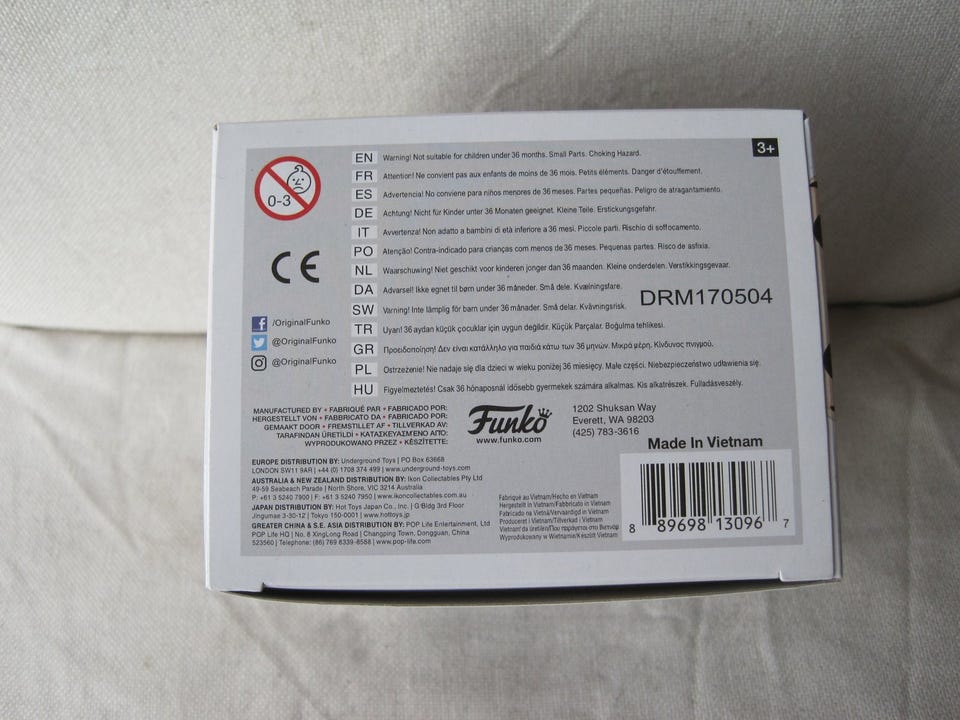 3+
0-3
EN Warning! Not suitable for children under 36 months. Small Parts. Choking Hazard.
FR Attention! Ne convient pas aux enfants de moins de 36 mois. Petits éléments. Danger d'étouffement.
ES Advertencia! No conviene para niños menores de 36 meses. Partes pequeñas. Peligro de atragantamiento.
DE Achtung! Nicht für Kinder unter 36 Monaten geeignet. Kleine Teile. Erstickungsgefahr.
IT Avvertenza! Non adatto a bambini di età inferiore a 36 mesi. Piccole parti. Rischio di soffocamento.
PO Atenção! Contra-indicado para crianças com menos de 36 meses. Pequenas partes. Risco de asfixia.
NL Waarschuwing! Niet geschikt voor kinderen jonger dan 36 maanden. Kleine onderdelen. Verstikkingsgevaar.
DA Advarsel! Ikke egnet til børn under 36 måneder. Små dele. Kvælningsfare.
SW Varning! Inte lämplig för barn under 36 månader. Små delar. Kvävningsrisk.
TR Uyarı! 36 aydan küçük çocuklar için uygun değildir. Küçük Parçalar. Boğulma tehlikesi.
GR Προειδοποίηση! Δεν είναι κατάλληλο για παιδιά κάτω των 36 μηνών. Μικρά μέρη. Κίνδυνος πνιγμού.
PL Ostrzeżenie! Nie nadaje się dla dzieci w wieku poniżej 36 miesięcy. Małe części. Niebezpieczeństwo udławienia się.
HU Figyelmeztetés! Csak 36 hónaposnál idősebb gyermekek számára alkalmas. Kis alkatrészek. Fulladásveszély.
CE
DRM170504
/OriginalFunko
@OriginalFunko
@OriginalFunko
MANUFACTURED BY • FABRIQUÉ PAR • FABRICADO POR:
HERGESTELLT VON • FABBRICATO DA • FABRICADO POR:
GEMAAKT DOOR • FREMSTILLET AF • TILLVERKAD AV:
TARAFINDAN ÜRETILDI • ΚΑΤΑΣΚΕΥΑΣΜΕΝΟ ΑΠΟ:
WYPRODUKOWANO PRZEZ • KÉSZÍTETTE:
Funko
www.funko.com
1202 Shuksan Way
Everett, WA 98203
(425) 783-3616
Made In Vietnam
EUROPE DISTRIBUTION BY: Underground Toys | PO Box 63668
LONDON SW11 9AR | +44 (0) 1708 374 499 | www.underground-toys.com
AUSTRALIA & NEW ZEALAND DISTRIBUTION BY: Ikon Collectables Pty Ltd
49-59 Seabeach Parade | North Shore, VIC 3214 Australia
P: +61 3 5240 7900 | F: +61 3 5240 7950 | www.ikoncollectables.com.au
JAPAN DISTRIBUTION BY: Hot Toys Japan Co., Inc. | G Bldg 3rd Floor
Jingumae 3-30-12 | Tokyo 150-0001 | www.hottoys.jp
GREATER CHINA & S.E. ASIA DISTRIBUTION BY: POP Life Entertainment, Ltd
POP Life HQ | No. 8 XingLong Road | Changping Town, Dongguan, China
523560 | Telephone: (86) 769 8339-8588 | www.pop-life.com
Fabriqué au Vietnam/Hecho en Vietnam
Hergestellt in Vietnam/Fabbricato in Vietnam
Fabricado na Vietnã/Vervaardigd in Vietnam
Produceret i Vietnam/Tillverkad i Vietnam
Vietnam'da üretilen/Που παράγεται στο Βιετνάμ
Wyprodukowany w Wietnamie/Készült Vietnam
8 89698 13096 7